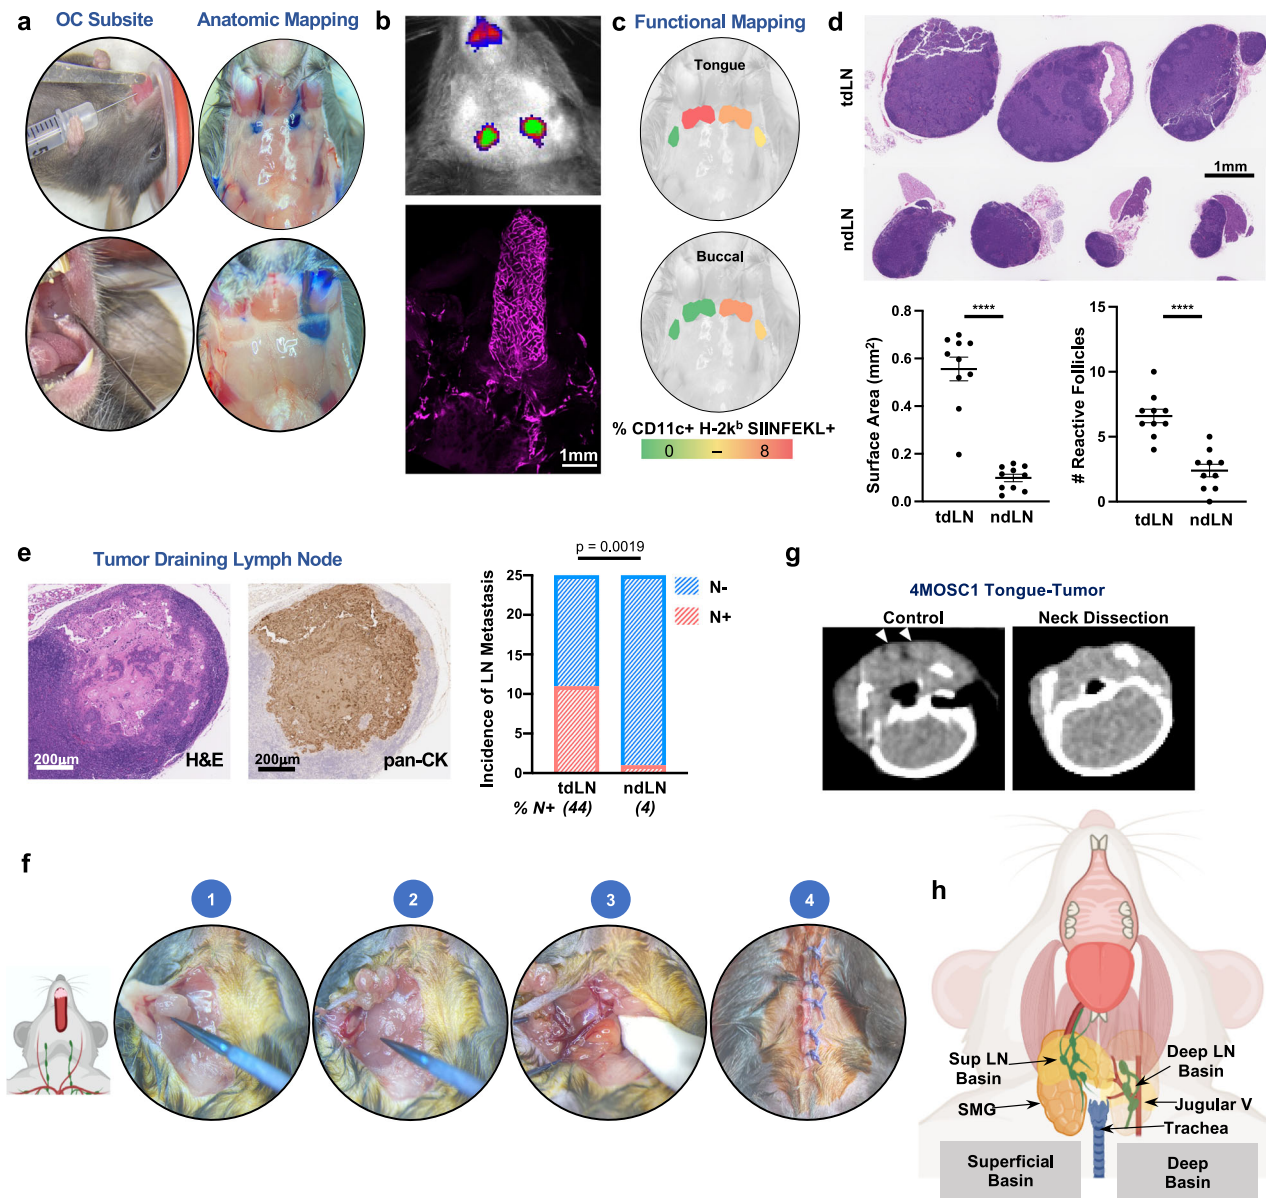 a
OC Subsite
Anatomic Mapping
b
1mm
c
Functional Mapping
Tongue
Buccal
% CD11c+ H-2kᵇ SIINFEKL+
0 – 8
d
tdLN
ndLN
1mm
Surface Area (mm²)
0.8
0.6
0.4
0.2
0.0
****
tdLN ndLN
# Reactive Follicles
15
10
5
0
****
tdLN ndLN
e
Tumor Draining Lymph Node
200μm
H&E
200μm
pan-CK
p = 0.0019
Incidence of LN Metastasis
25
20
15
10
5
0
N-
N+
tdLN ndLN
% N+ (44) (4)
f
1
2
3
4
g
4MOSC1 Tongue-Tumor
Control
Neck Dissection
h
Sup LN
Basin
SMG
Deep LN
Basin
Jugular V
Trachea
Superficial
Basin
Deep
Basin